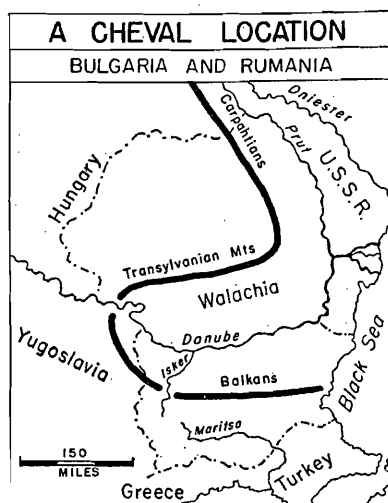 A CHEVAL LOCATION
BULGARIA AND RUMANIA
Carpahlians
Dniester
Prut
U.S.S.R.
Hungary
Transylvanian Mts
Walachia
Danube
Black Sea
Yugoslavia
Isker
Balkans
Maritsa
150
MILES
Turkey
Greece